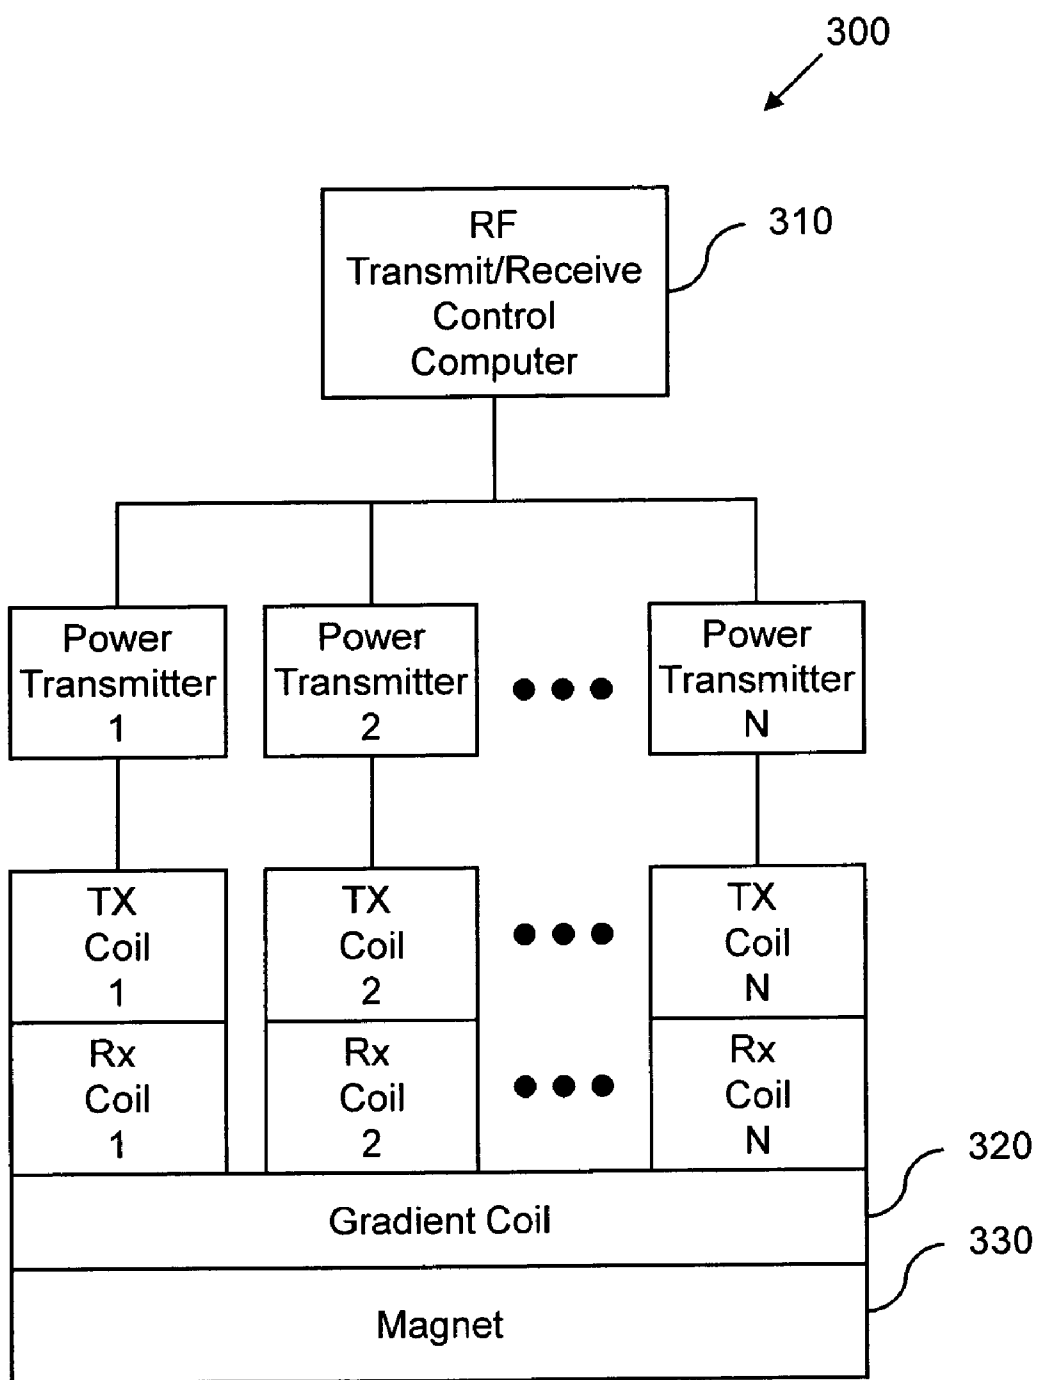 300
RF
Transmit/Receive
Control
Computer
310
Power
Transmitter
1
Power
Transmitter
2
Power
Transmitter
N
TX
Coil
1
TX
Coil
2
TX
Coil
N
Rx
Coil
1
Rx
Coil
2
Rx
Coil
N
320
Gradient Coil
330
Magnet